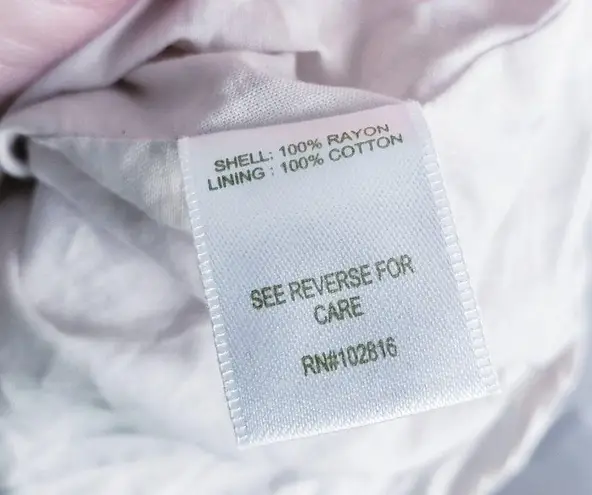 SHELL: 100% RAYON
LINING : 100% COTTON
SEE REVERSE FOR
CARE
RN#102816